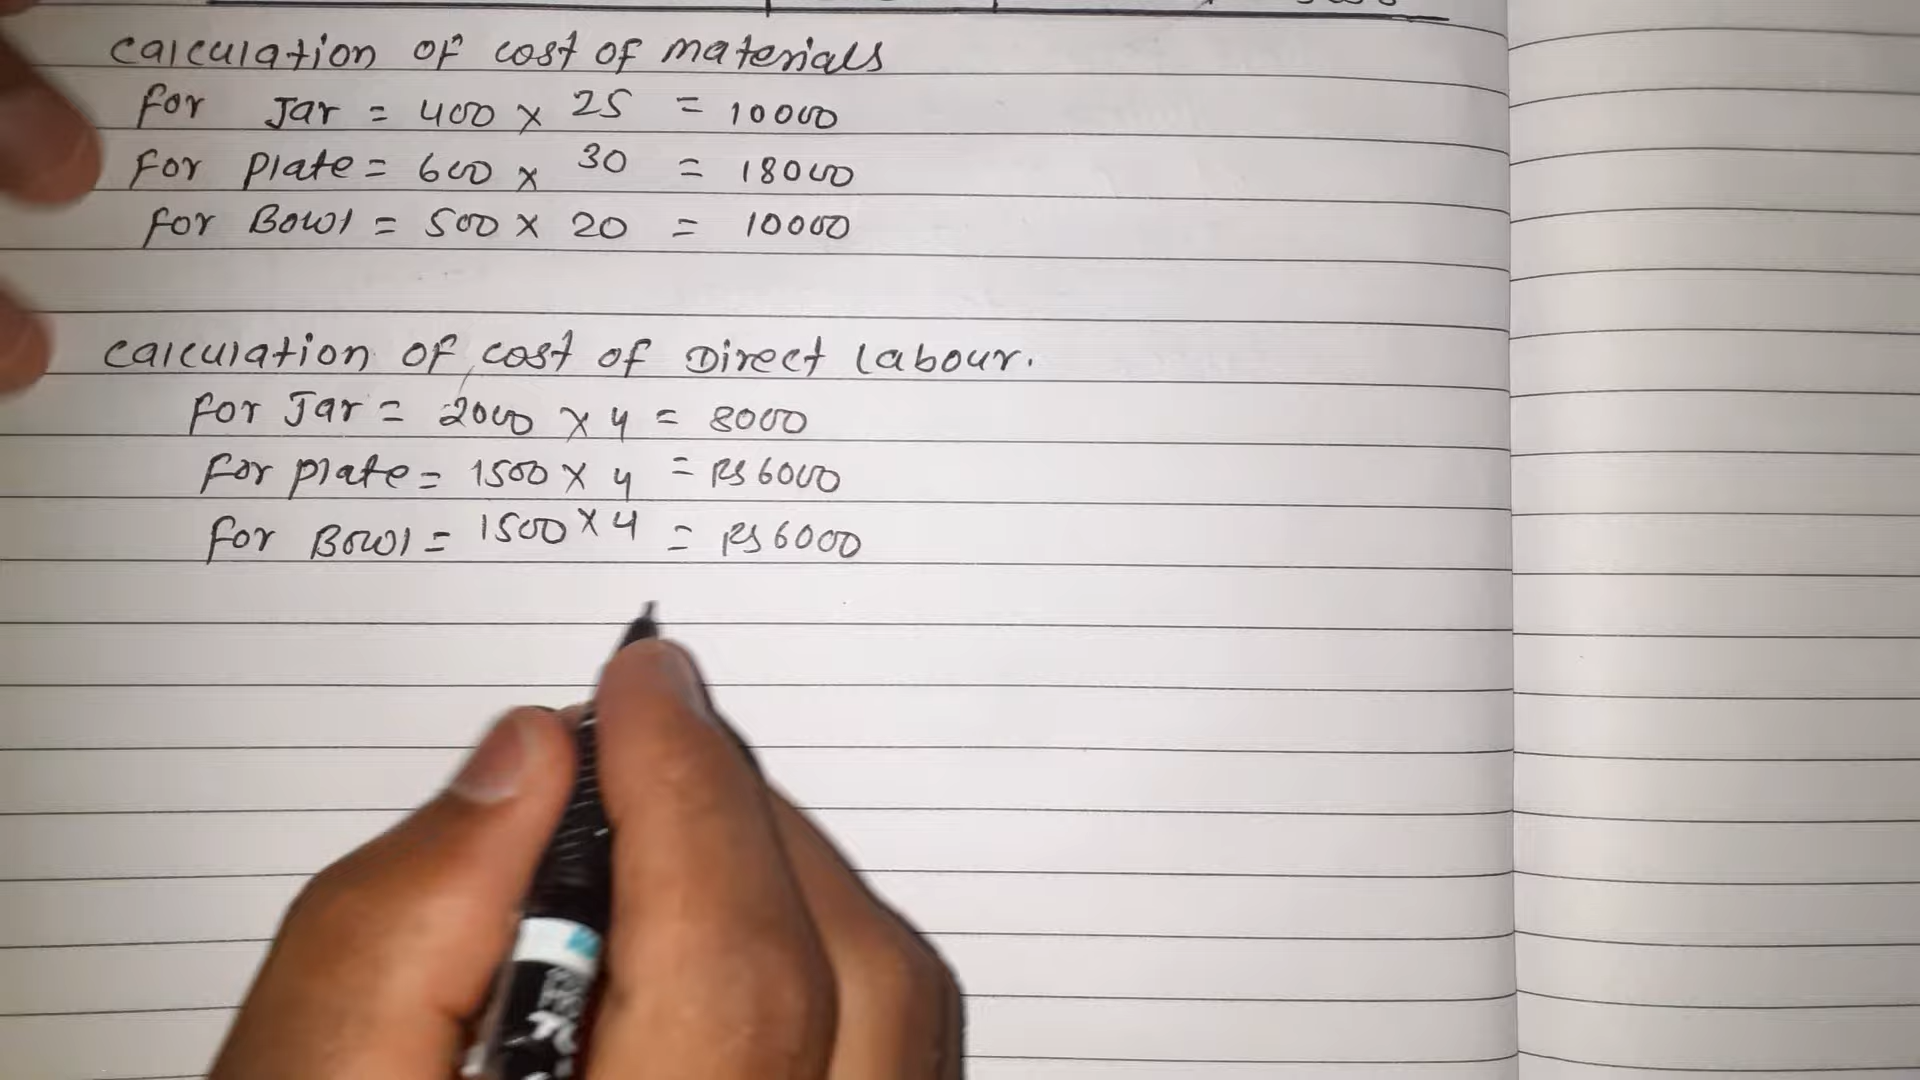 Calculation of cost of materials
For Jar = 400 x 25 = 10000
For Plate = 600 x 30 = 18000
For Bowl = 500 x 20 = 10000
Calculation of cost of Direct labour.
For Jar = 2000 x 4 = 8000
For plate = 1500 x 4 = Rs 6000
For Bowl = 1500 x 4 = Rs 6000